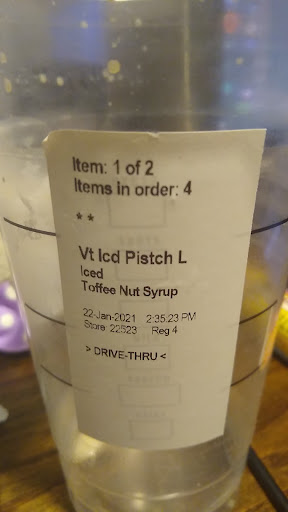 Item: 1 of 2
Items in order: 4
* *
Vt Icd Pistch L
Iced
Toffee Nut Syrup
22-Jan-2021 2:35:23 PM
Store: 22523 Reg 4
> DRIVE-THRU <